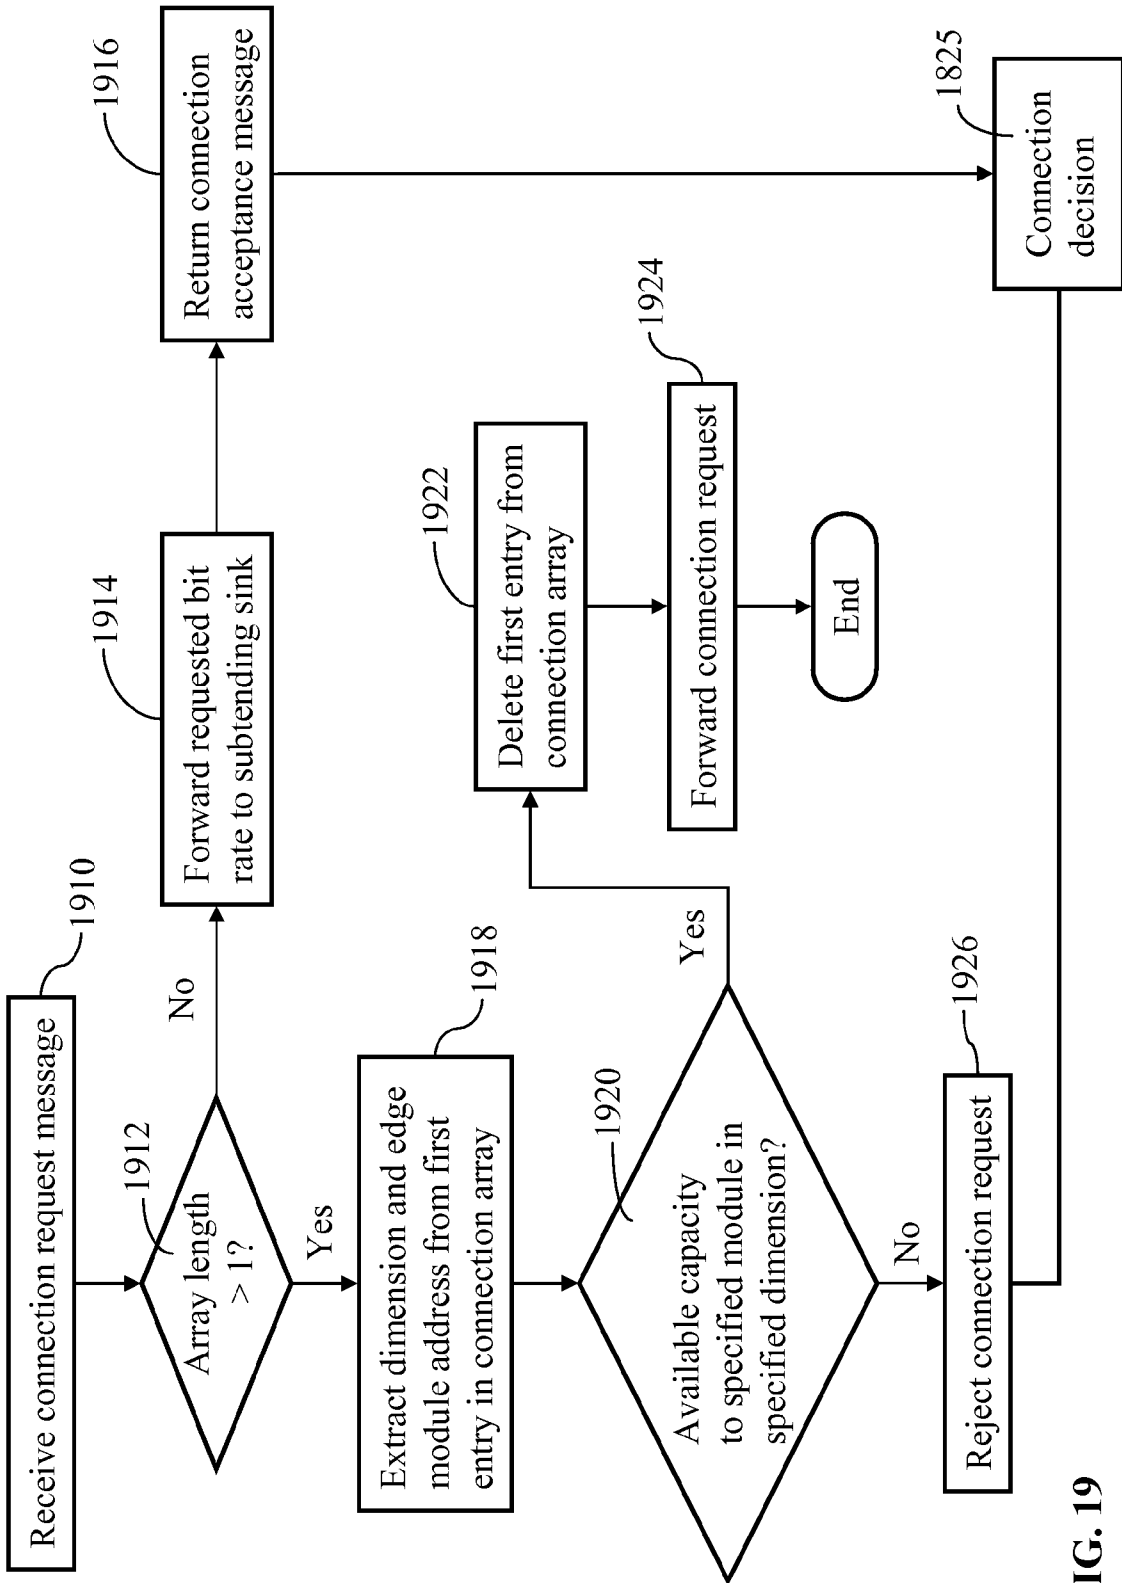 Receive connection request message
1910
Array length
> 1?
1912
No
Yes
Forward requested bit
rate to subtending sink
1914
Return connection
acceptance message
1916
Extract dimension and edge
module address from first
entry in connection array
1918
Available capacity
to specified module in
specified dimension?
1920
Yes
No
Delete first entry from
connection array
1922
Forward connection request
1924
End
Reject connection request
1926
Connection
decision
1825
IG. 19